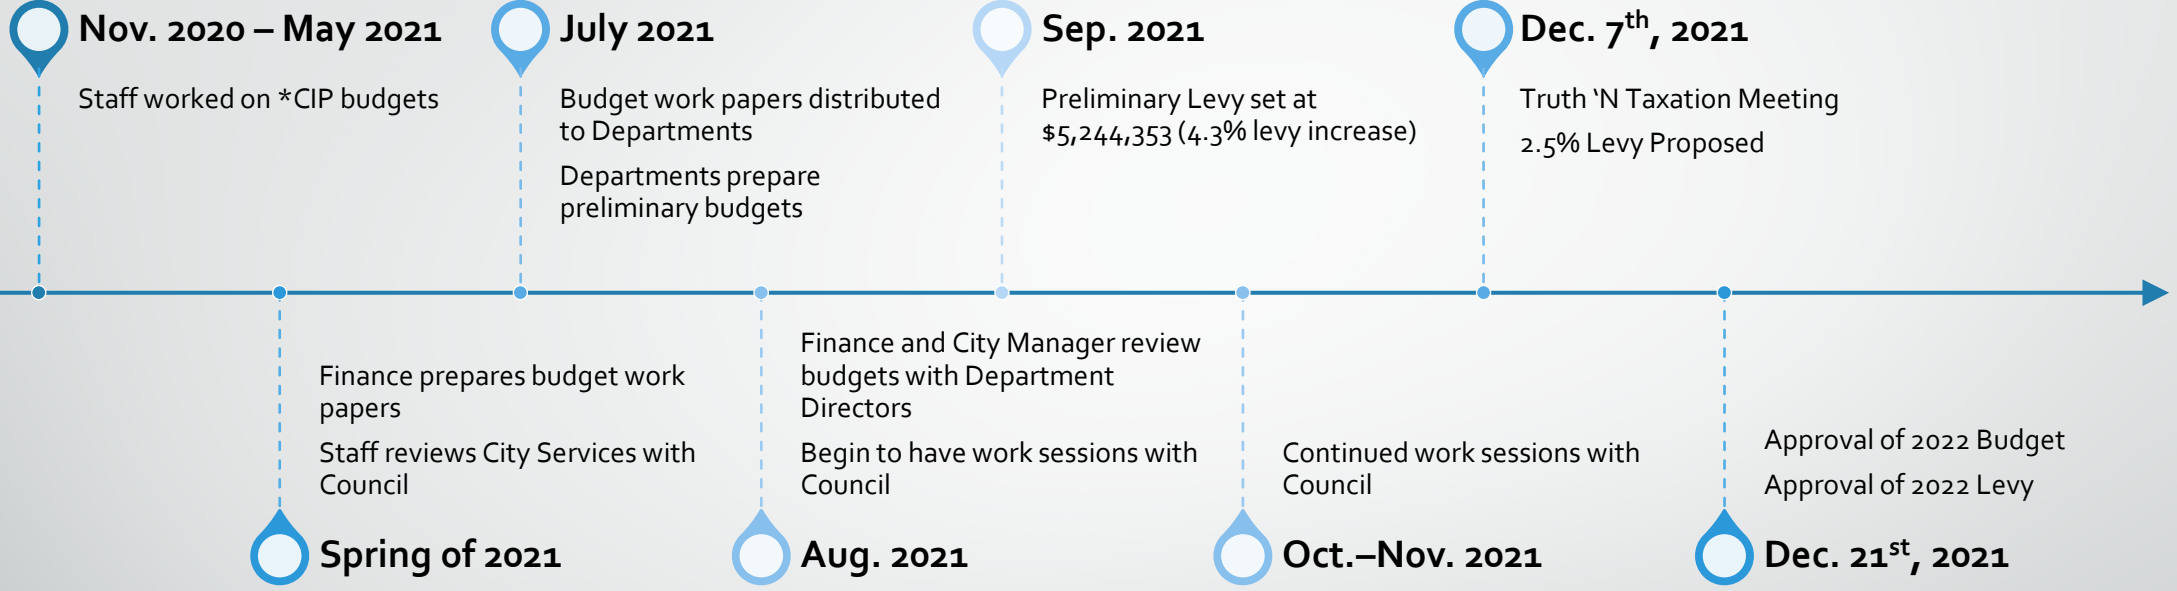 Nov. 2020 – May 2021
Staff worked on *CIP budgets
July 2021
Budget work papers distributed
to Departments
Departments prepare
preliminary budgets
Sep. 2021
Preliminary Levy set at
$5,244,353 (4.3% levy increase)
Dec. 7th, 2021
Truth ‘N Taxation Meeting
2.5% Levy Proposed
Finance prepares budget work
papers
Staff reviews City Services with
Council
Spring of 2021
Finance and City Manager review
budgets with Department
Directors
Begin to have work sessions with
Council
Aug. 2021
Continued work sessions with
Council
Oct.–Nov. 2021
Approval of 2022 Budget
Approval of 2022 Levy
Dec. 21st, 2021